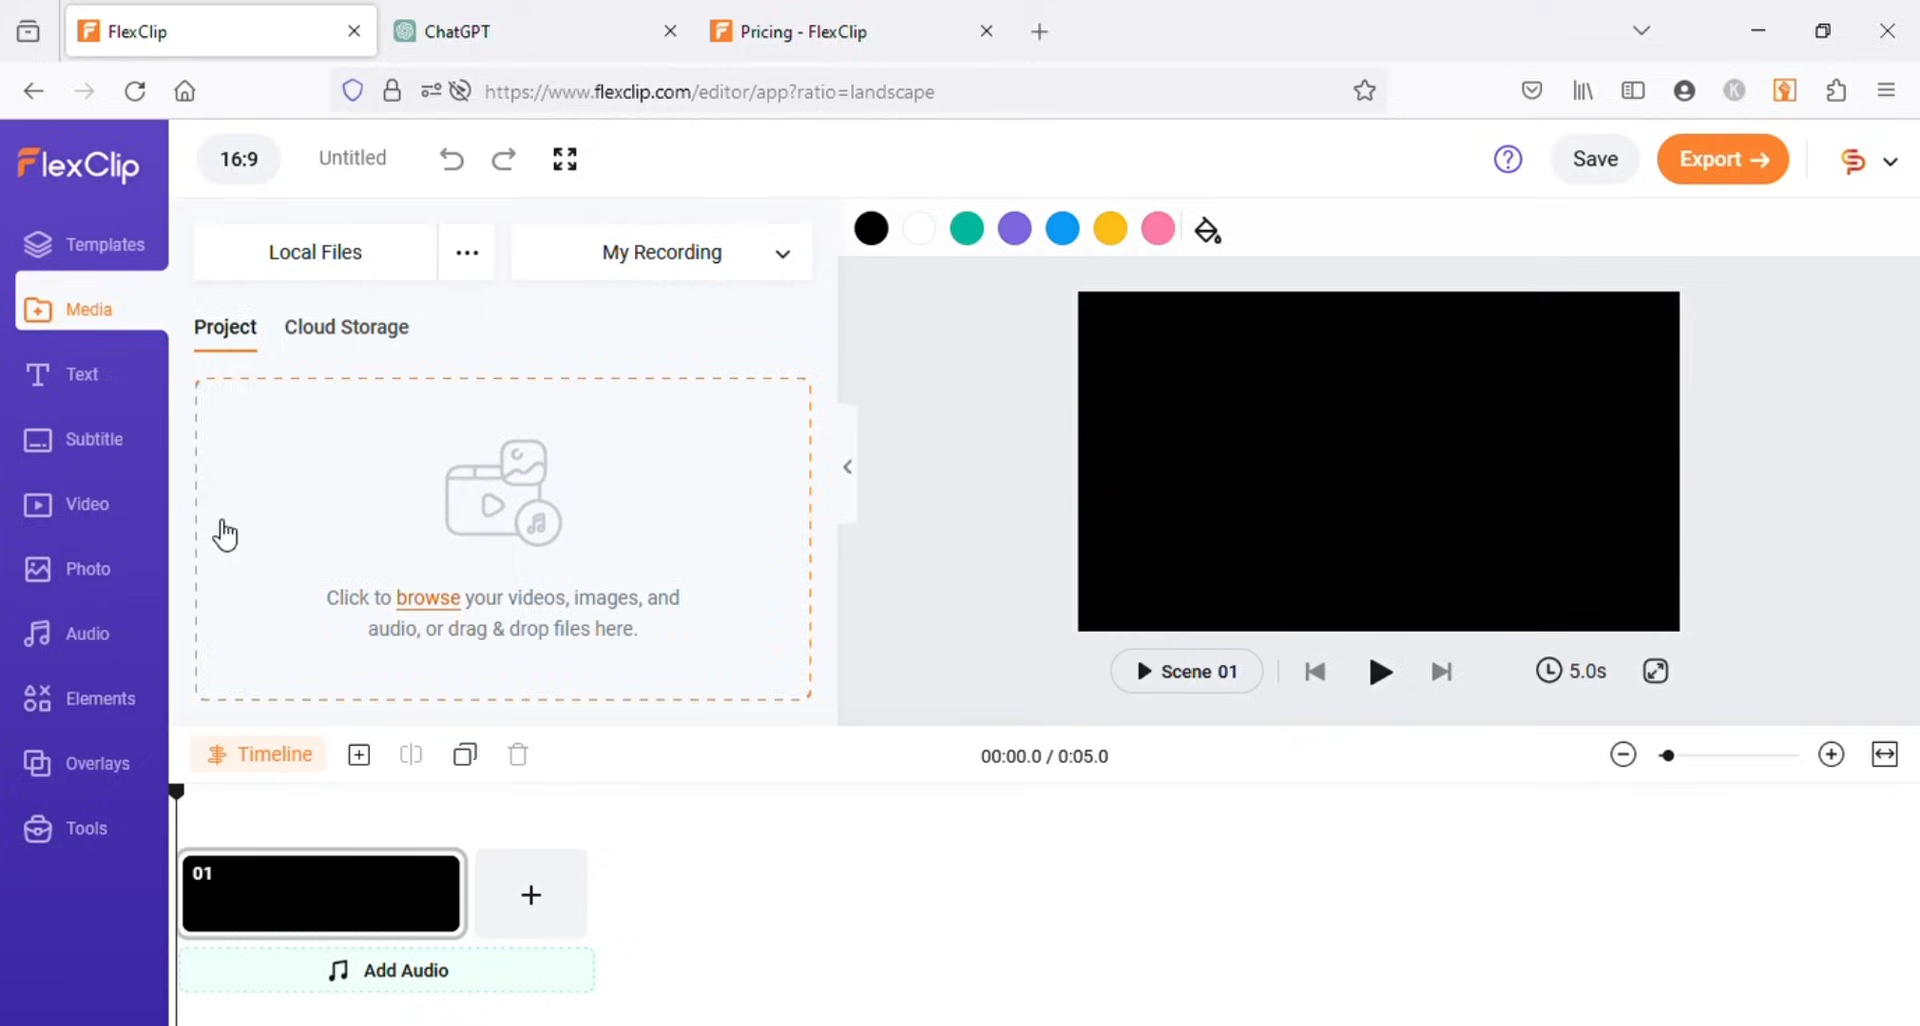 FlexClip
ChatGPT
Pricing - FlexClip
https://www.flexclip.com/editor/app?ratio=landscape
FlexClip
16:9
Untitled
Save
Export →
Templates
Local Files
...
My Recording
Media
Project
Cloud Storage
Text
Subtitle
Video
Photo
Click to browse your videos, images, and
audio, or drag & drop files here.
Audio
Scene 01
5.0s
Elements
Timeline
00:00.0 / 0:05.0
Overlays
Tools
01
+
Add Audio